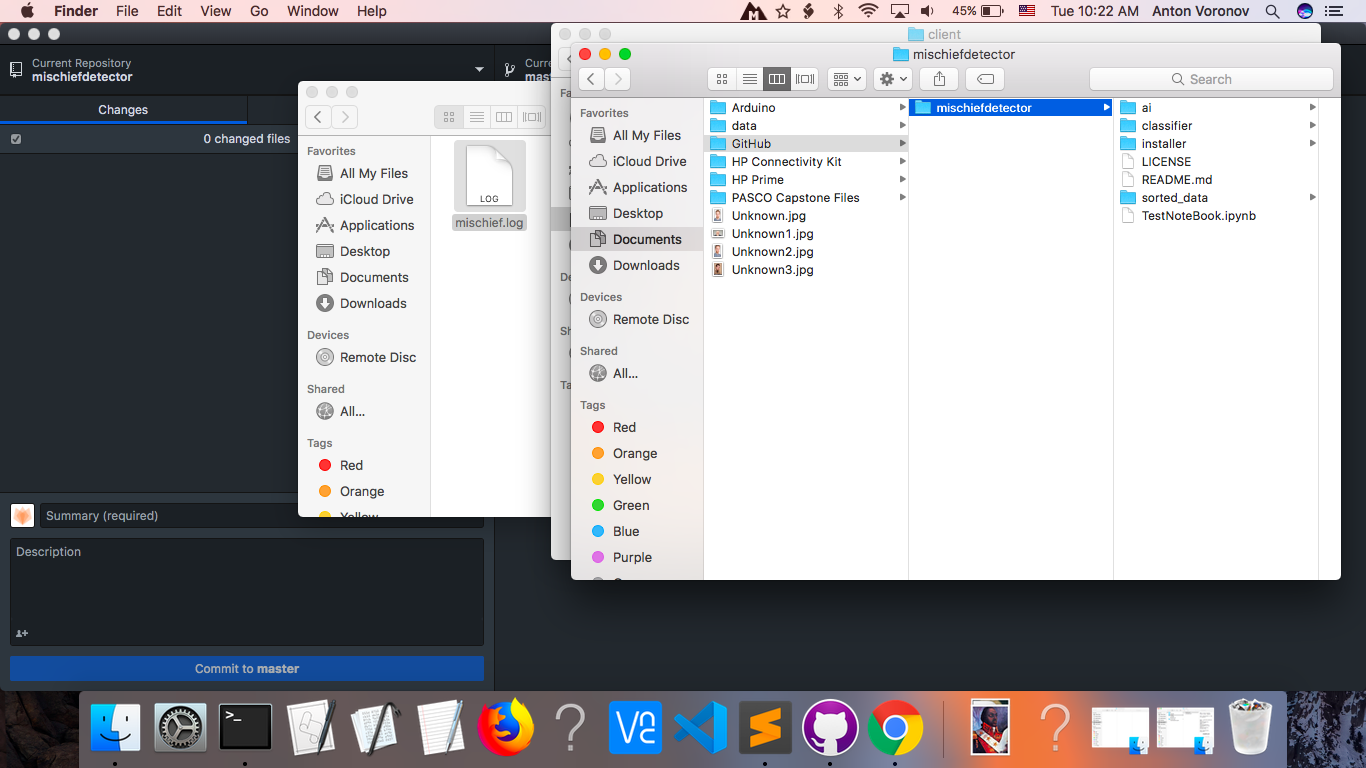 Finder File Edit View Go Window Help 45% Tue 10:22 AM Anton Voronov
client
mischiefdetector
Current Repository
mischiefdetector
Changes
0 changed files
Summary (required)
Description
Commit to master
Favorites
All My Files
iCloud Drive
Applications
Desktop
Documents
Downloads
Devices
Remote Disc
Shared
All...
Tags
Red
Orange
LOG
mischief.log
Search
Favorites
All My Files
iCloud Drive
Applications
Desktop
Documents
Downloads
Devices
Remote Disc
Shared
All...
Tags
Red
Orange
Yellow
Green
Blue
Purple
Arduino
data
GitHub
HP Connectivity Kit
HP Prime
PASCO Capstone Files
Unknown.jpg
Unknown1.jpg
Unknown2.jpg
Unknown3.jpg
mischiefdetector
ai
classifier
installer
LICENSE
README.md
sorted_data
TestNoteBook.ipynb